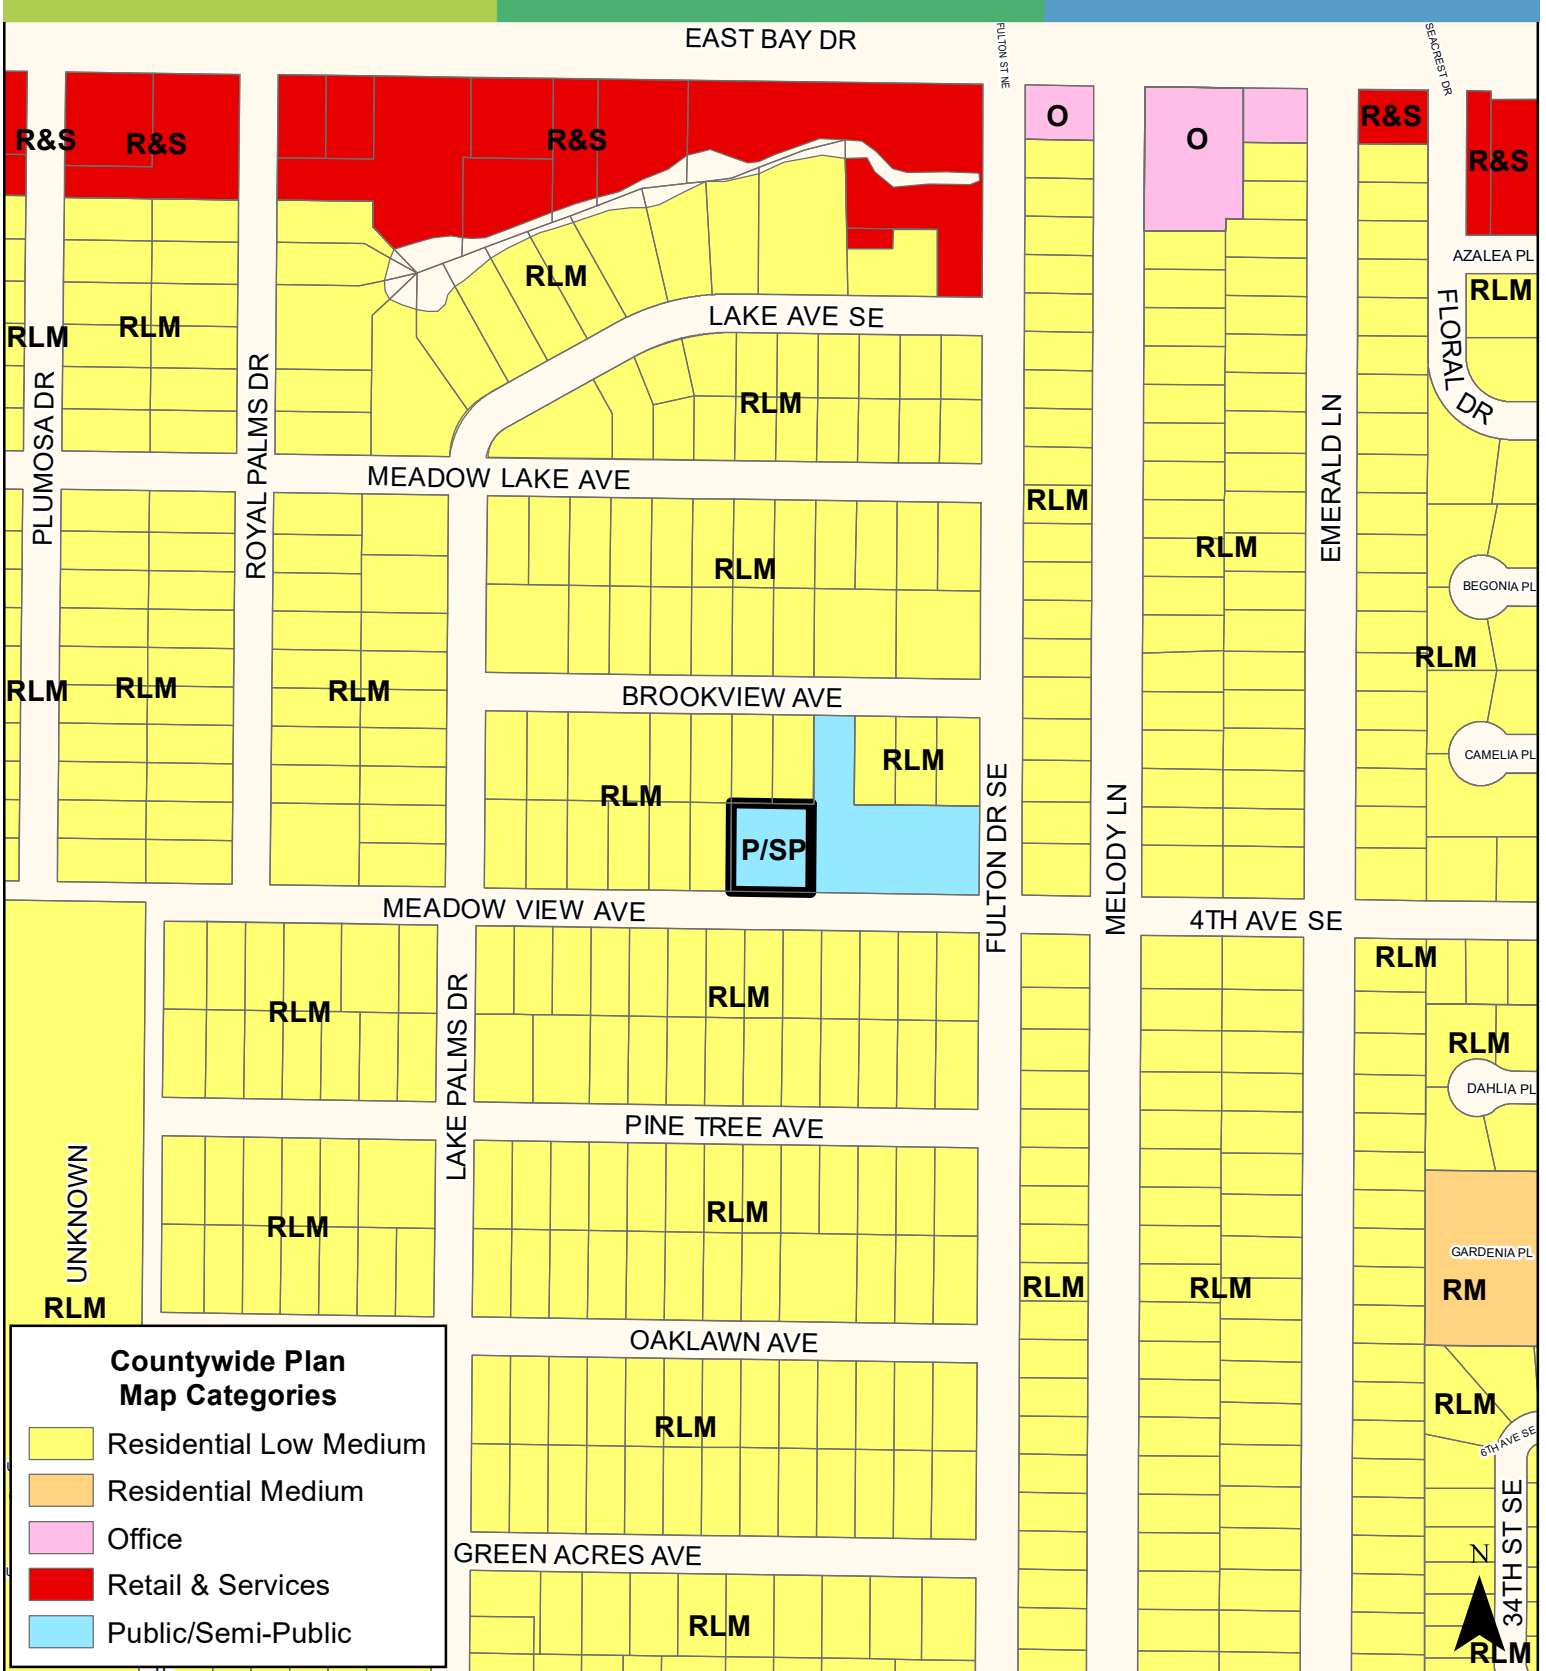 EAST BAY DR
FULTON ST NE
SEACREST DR
R&S
R&S
R&S
O
O
R&S
R&S
AZALEA PL
RLM
RLM
RLM
RLM
LAKE AVE SE
FLORAL DR
PLUMOSA DR
ROYAL PALMS DR
RLM
EMERALD LN
MEADOW LAKE AVE
RLM
RLM
RLM
BEGONIA PL
RLM
RLM
RLM
RLM
BROOKVIEW AVE
CAMELIA PL
RLM
RLM
P/SP
FULTON DR SE
MELODY LN
MEADOW VIEW AVE
4TH AVE SE
RLM
RLM
RLM
LAKE PALMS DR
RLM
DAHLIA PL
PINE TREE AVE
UNKNOWN
RLM
RLM
GARDENIA PL
RM
RLM
RLM
RLM
OAKLAWN AVE
RLM
RLM
6TH AVE SE
34TH ST SE
GREEN ACRES AVE
N
RLM
RLM
Countywide Plan
Map Categories
Residential Low Medium
Residential Medium
Office
Retail & Services
Public/Semi-Public